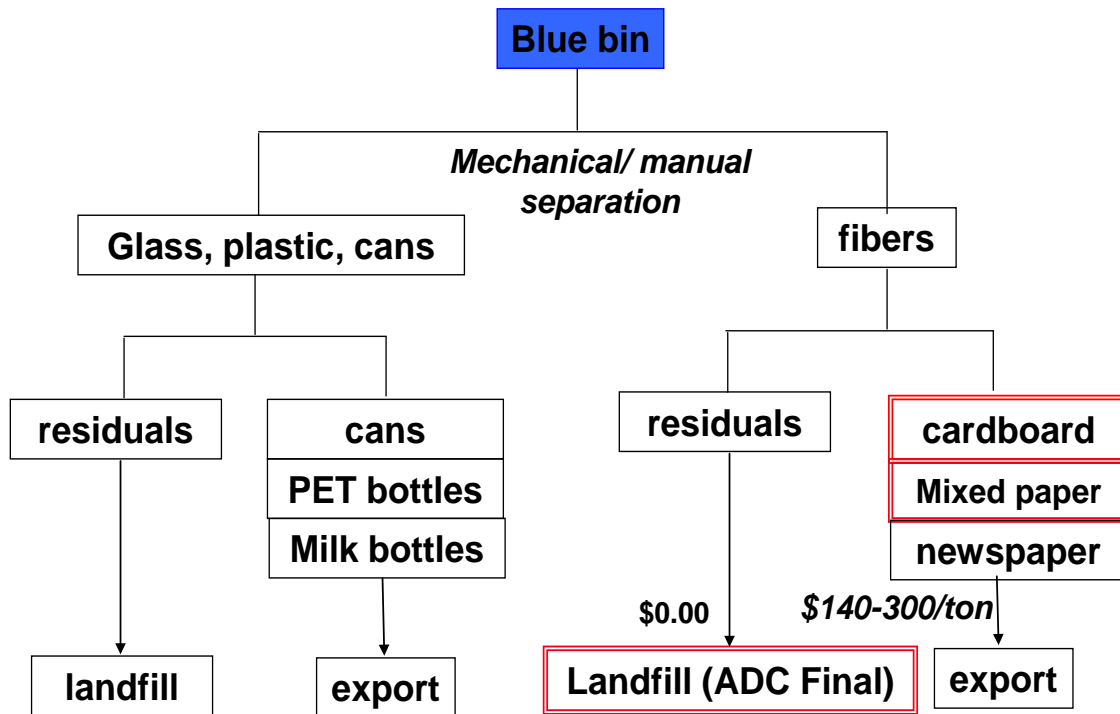 Blue bin
Mechanical/ manual
separation
Glass, plastic, cans
fibers
residuals
cans
PET bottles
Milk bottles
residuals
cardboard
Mixed paper
newspaper
$0.00
$140-300/ton
landfill
export
Landfill (ADC Final)
export